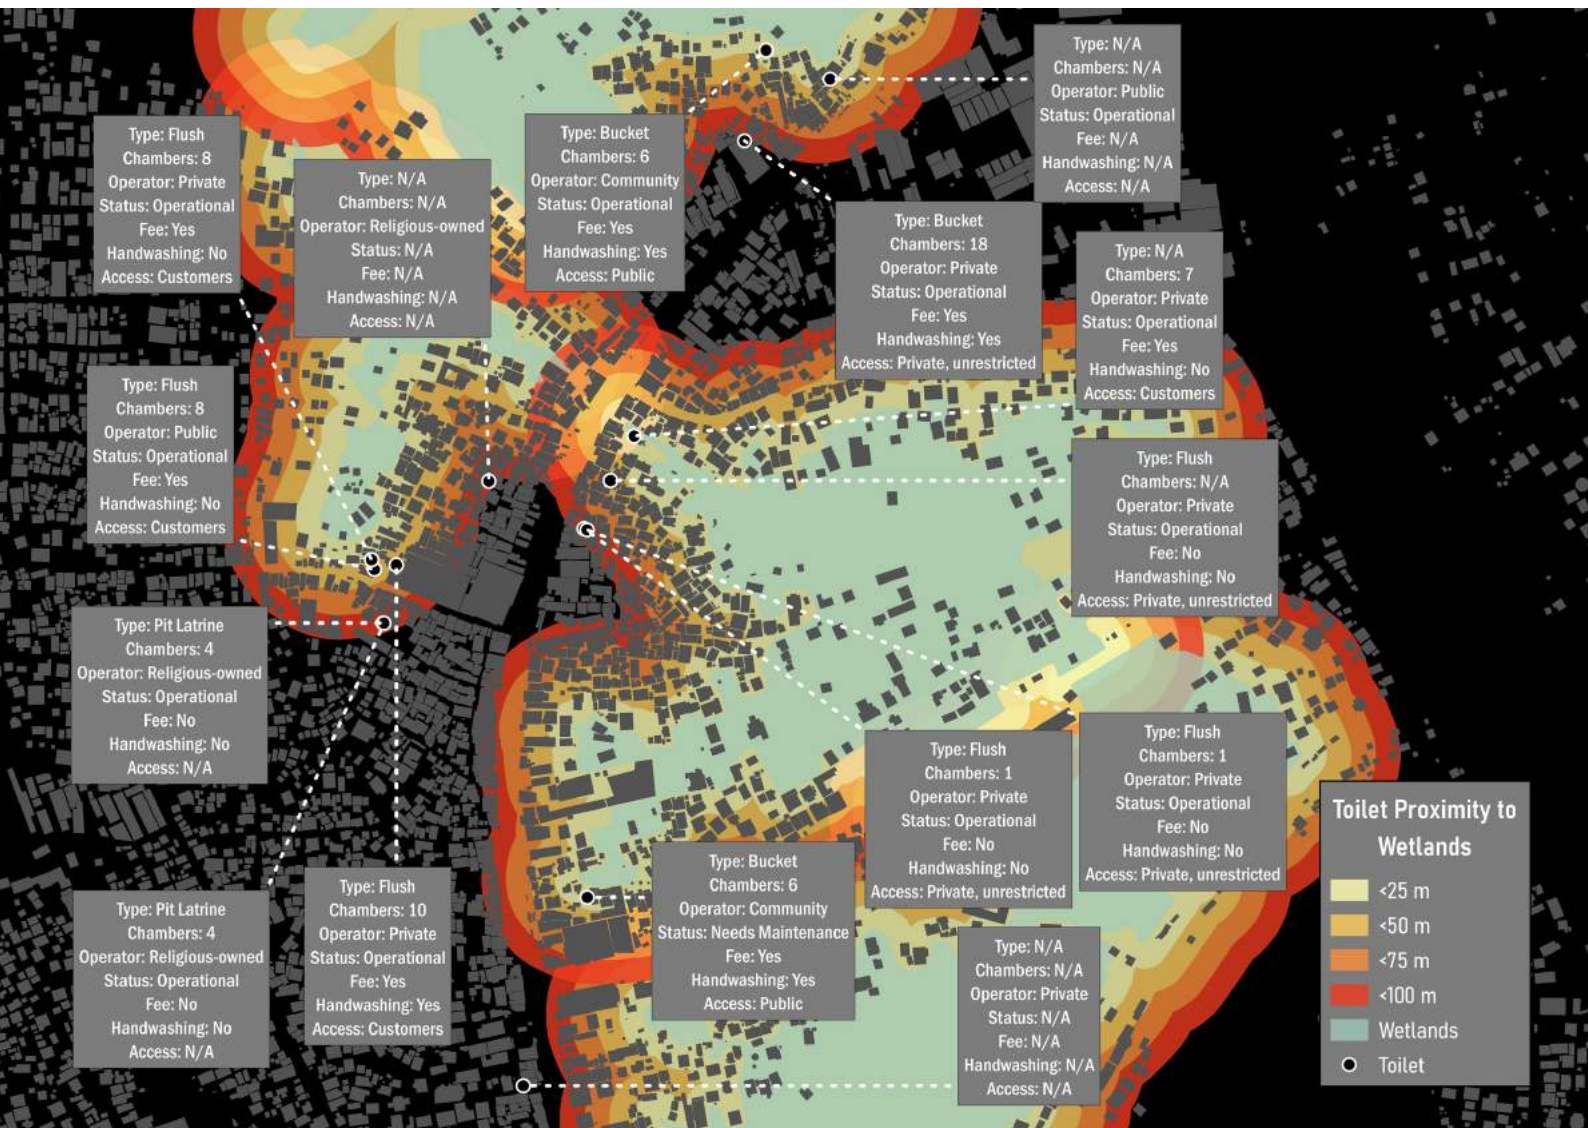 Type: N/A
Chambers: N/A
Operator: Public
Status: Operational
Fee: N/A
Handwashing: N/A
Access: N/A
Type: Flush
Chambers: 8
Operator: Private
Status: Operational
Fee: Yes
Handwashing: No
Access: Customers
Type: N/A
Chambers: N/A
Operator: Religious-owned
Status: N/A
Fee: N/A
Handwashing: N/A
Access: N/A
Type: Bucket
Chambers: 6
Operator: Community
Status: Operational
Fee: Yes
Handwashing: Yes
Access: Public
Type: Bucket
Chambers: 18
Operator: Private
Status: Operational
Fee: Yes
Handwashing: Yes
Access: Private, unrestricted
Type: N/A
Chambers: 7
Operator: Private
Status: Operational
Fee: Yes
Handwashing: No
Access: Customers
Type: Flush
Chambers: 8
Operator: Public
Status: Operational
Fee: Yes
Handwashing: No
Access: Customers
Type: Flush
Chambers: N/A
Operator: Private
Status: Operational
Fee: No
Handwashing: No
Access: Private, unrestricted
Type: Pit Latrine
Chambers: 4
Operator: Religious-owned
Status: Operational
Fee: No
Handwashing: No
Access: N/A
Type: Flush
Chambers: 1
Operator: Private
Status: Operational
Fee: No
Handwashing: No
Access: Private, unrestricted
Type: Flush
Chambers: 1
Operator: Private
Status: Operational
Fee: No
Handwashing: No
Access: Private, unrestricted
Type: Pit Latrine
Chambers: 4
Operator: Religious-owned
Status: Operational
Fee: No
Handwashing: No
Access: N/A
Type: Flush
Chambers: 10
Operator: Private
Status: Operational
Fee: Yes
Handwashing: Yes
Access: Customers
Type: Bucket
Chambers: 6
Operator: Community
Status: Needs Maintenance
Fee: Yes
Handwashing: Yes
Access: Public
Type: N/A
Chambers: N/A
Operator: Private
Status: N/A
Fee: N/A
Handwashing: N/A
Access: N/A
Toilet Proximity to
Wetlands
<25 m
<50 m
<75 m
<100 m
Wetlands
Toilet